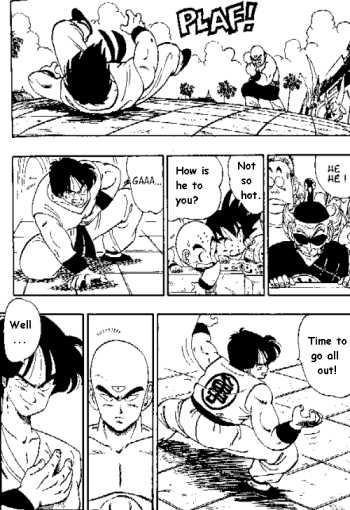 PLAF!
GAAA...
How is
he to
you?
Not
so
hot.
HE
HE!
Well
...
Time to
go all
out!